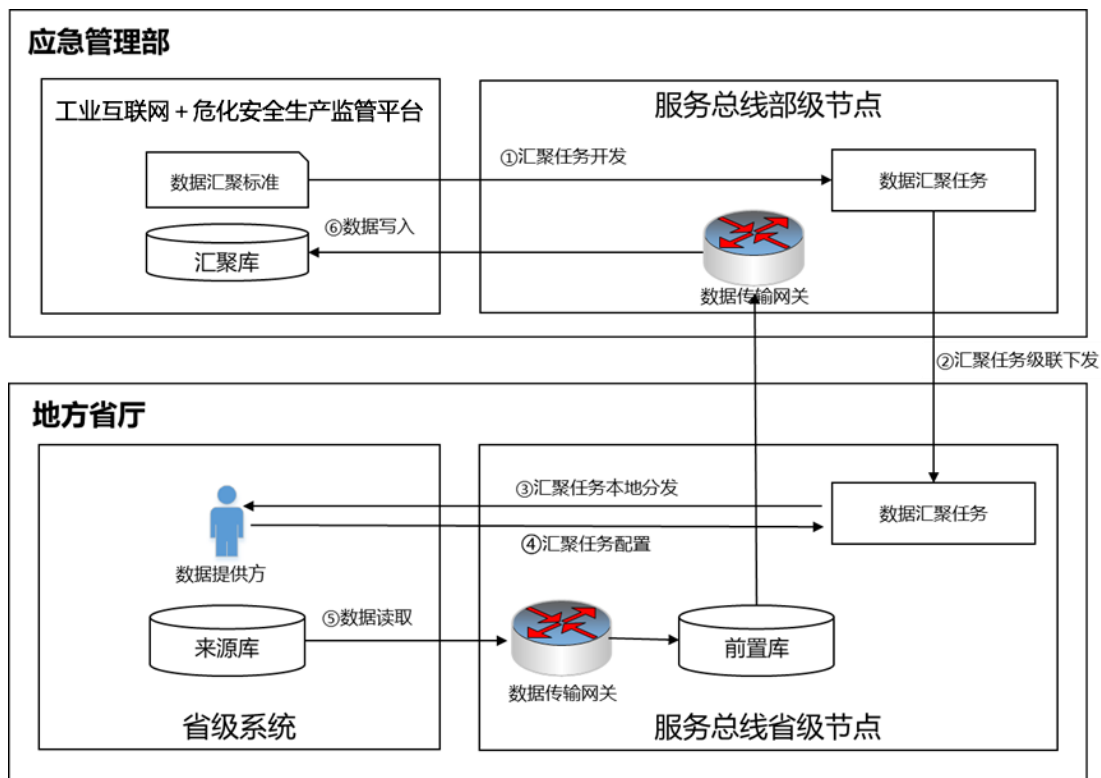 应急管理部
工业互联网+危化安全生产监管平台
服务总线部级节点
数据汇聚标准
①汇聚任务开发
数据汇聚任务
⑥数据写入
汇聚库
数据传输网关
②汇聚任务级联下发
地方省厅
③汇聚任务本地分发
数据汇聚任务
④汇聚任务配置
数据提供方
⑤数据读取
来源库
前置库
数据传输网关
省级系统
服务总线省级节点